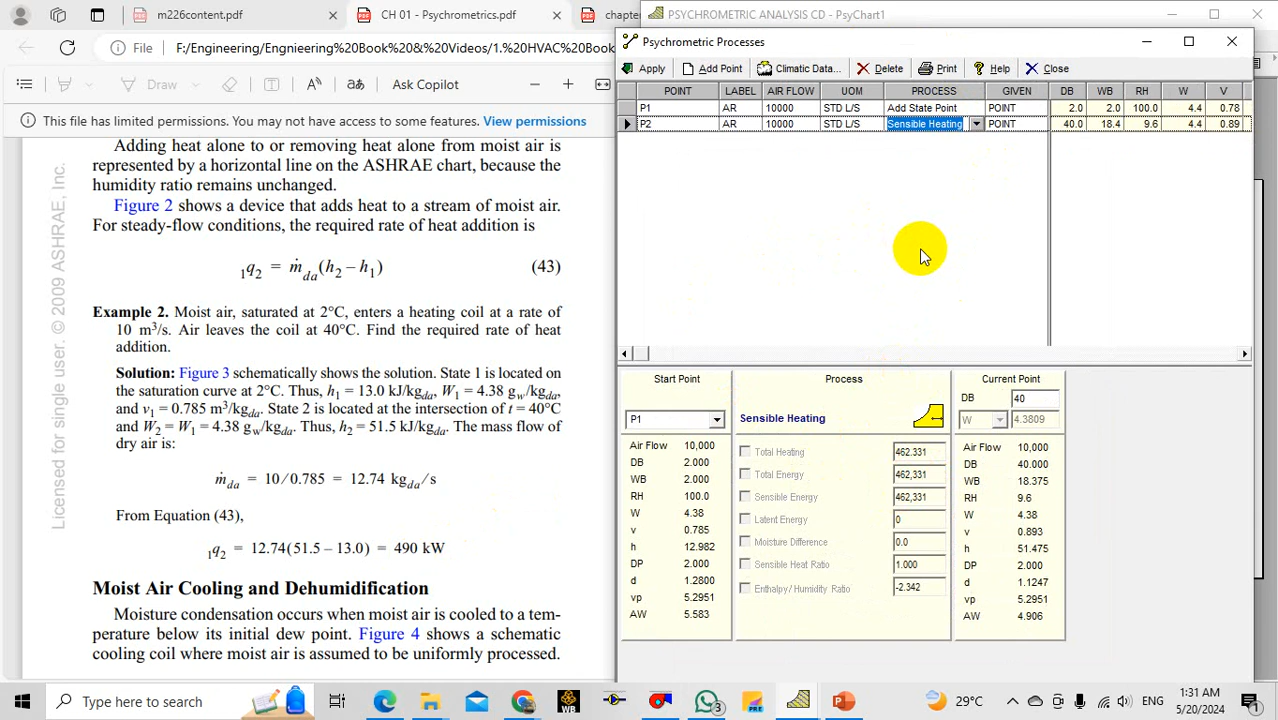 m226content.pdf
CH 01 - Psychrometrics.pdf
chapter
PSYCHROMETRIC ANALYSIS CD - PsyChart1
File
F:/Engnieering/Engnieering%20Book%20&%20Videos/1.%20HVAC%20Book
Draw
Ask Copilot
This file has limited permissions. You may not have access to some features. View permissions
Licensed for single user. © 2009 ASHRAE, Inc.
Adding heat alone to or removing heat alone from moist air is
represented by a horizontal line on the ASHRAE chart, because the
humidity ratio remains unchanged.
Figure 2 shows a device that adds heat to a stream of moist air.
For steady-flow conditions, the required rate of heat addition is
₁q₂ = ṁda(h₂ – h₁) (43)
Example 2. Moist air, saturated at 2°C, enters a heating coil at a rate of
10 m³/s. Air leaves the coil at 40°C. Find the required rate of heat
addition.
Solution: Figure 3 schematically shows the solution. State 1 is located on
the saturation curve at 2°C. Thus, h₁ = 13.0 kJ/kgda, W₁ = 4.38 gw/kgda,
and v₁ = 0.785 m³/kgda. State 2 is located at the intersection of t = 40°C
and W₂ = W₁ = 4.38 gw/kgda. Thus, h₂ = 51.5 kJ/kgda. The mass flow of
dry air is:
ṁda = 10/0.785 = 12.74 kgda/s
From Equation (43),
₁q₂ = 12.74(51.5 – 13.0) = 490 kW
Moist Air Cooling and Dehumidification
Moisture condensation occurs when moist air is cooled to a tem-
perature below its initial dew point. Figure 4 shows a schematic
cooling coil where moist air is assumed to be uniformly processed.
Psychrometric Processes
Apply Add Point Climatic Data... Delete Print Help Close
POINT LABEL AIR FLOW UOM PROCESS GIVEN DB WB RH W V
P1 AR 10000 STD L/S Add State Point POINT 2.0 2.0 100.0 4.4 0.78
P2 AR 10000 STD L/S Sensible Heating POINT 40.0 18.4 9.6 4.4 0.89
Start Point
P1
Air Flow 10,000
DB 2.000
WB 2.000
RH 100.0
W 4.38
v 0.785
h 12.982
DP 2.000
d 1.2800
vp 5.2951
AW 5.583
Process
Sensible Heating
Total Heating 462.331
Total Energy 462,331
Sensible Energy 462,331
Latent Energy 0
Moisture Difference 0.0
Sensible Heat Ratio 1.000
Enthalpy/Humidity Ratio -2.342
Current Point
DB 40
W 4.3809
Air Flow 10,000
DB 40.000
WB 18.375
RH 9.6
W 4.38
v 0.893
h 51.475
DP 2.000
d 1.1247
vp 5.2951
AW 4.906
Type here to search
WB
PRE
3
29°C
ENG
1:31 AM
5/20/2024
1